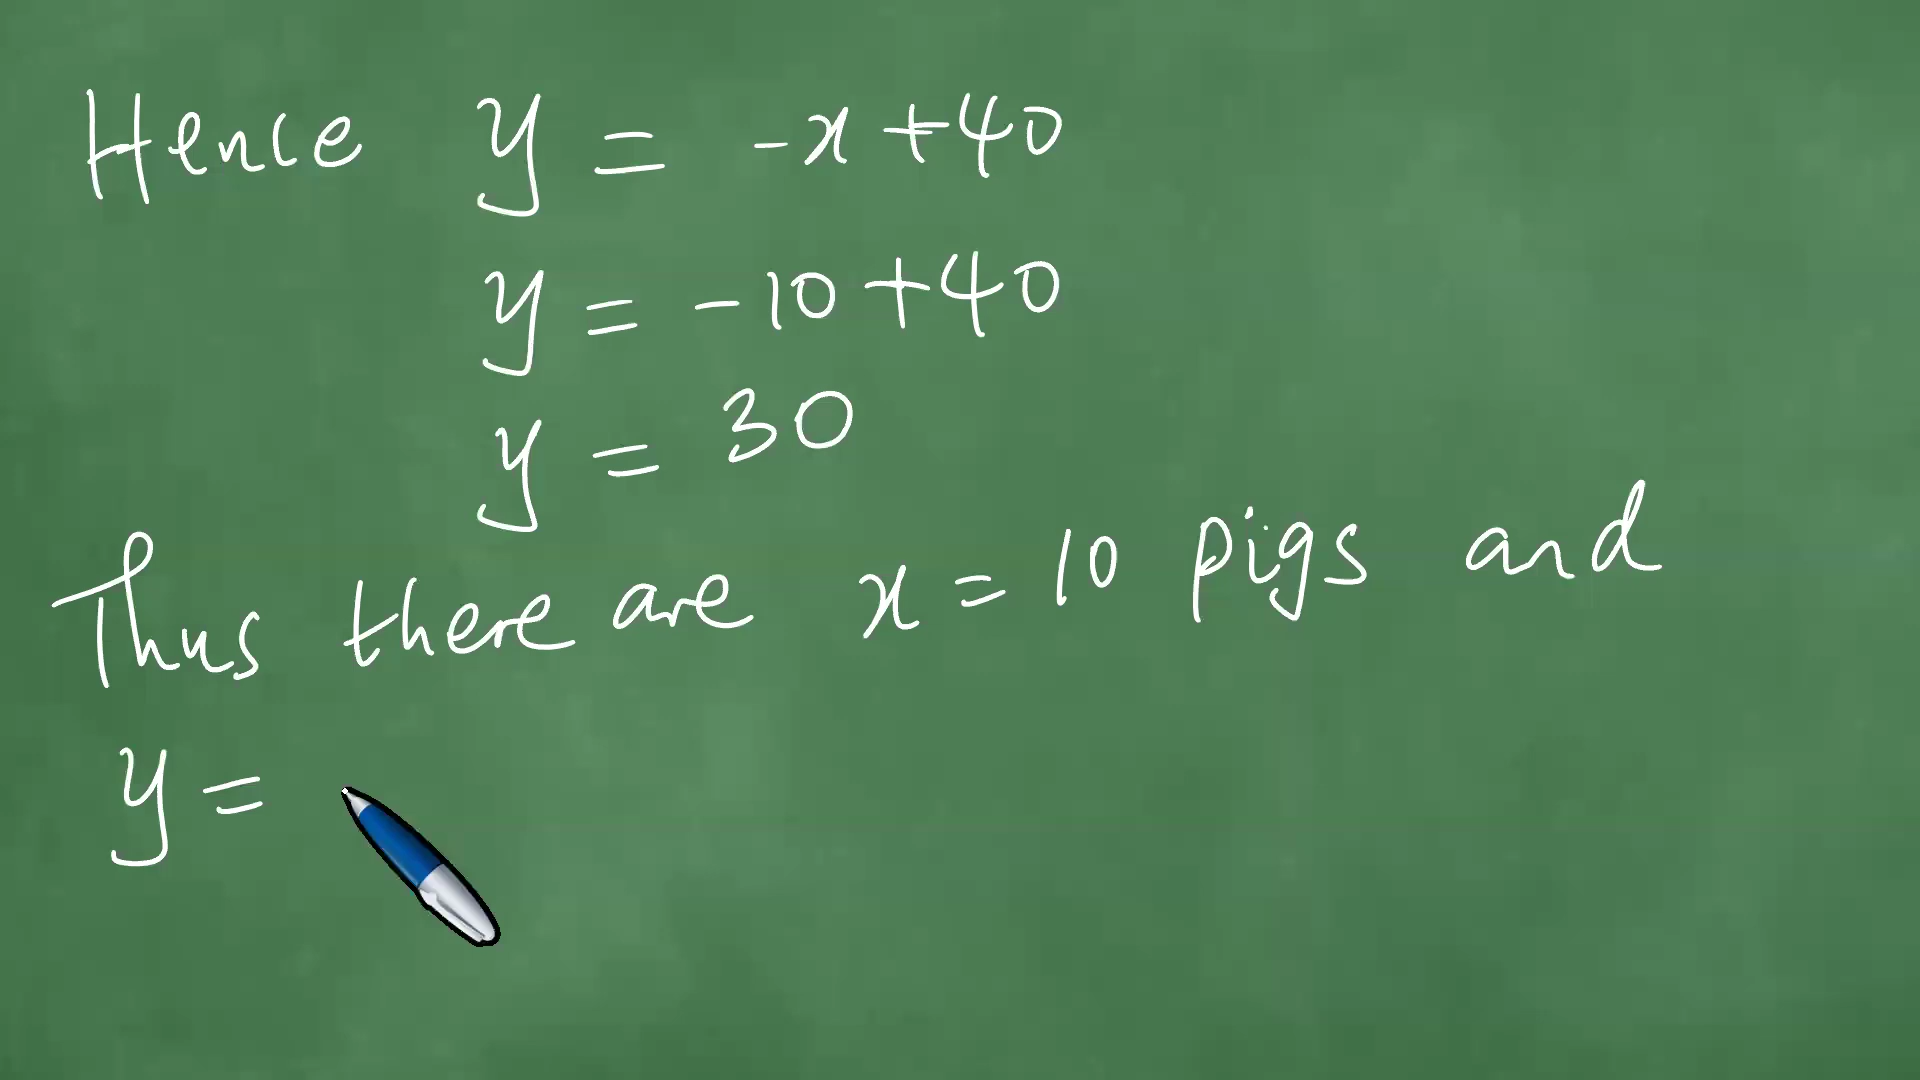 Hence y = -x + 40
y = -10 + 40
y = 30
Thus there are x = 10 pigs and
y =